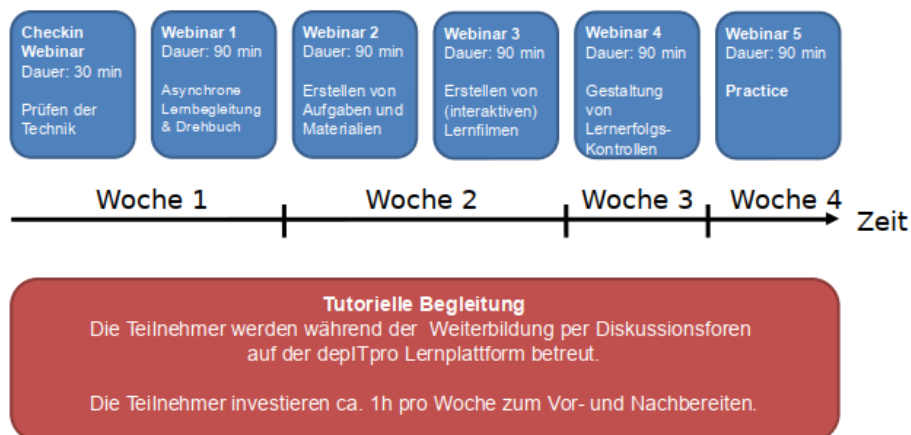 Checkin
Webinar
Dauer: 30 min
Prüfen der
Technik
Webinar 1
Dauer: 90 min
Asynchrone
Lernbegleitung
& Drehbuch
Webinar 2
Dauer: 90 min
Erstellen von
Aufgaben und
Materialien
Webinar 3
Dauer: 90 min
Erstellen von
(interaktiven)
Lernfilmen
Webinar 4
Dauer: 90 min
Gestaltung
von
Lernerfolgs-
Kontrollen
Webinar 5
Dauer: 90 min
Practice
Woche 1
Woche 2
Woche 3
Woche 4
Zeit
Tutorielle Begleitung
Die Teilnehmer werden während der Weiterbildung per Diskussionsforen
auf der depITpro Lernplattform betreut.
Die Teilnehmer investieren ca. 1h pro Woche zum Vor- und Nachbereiten.